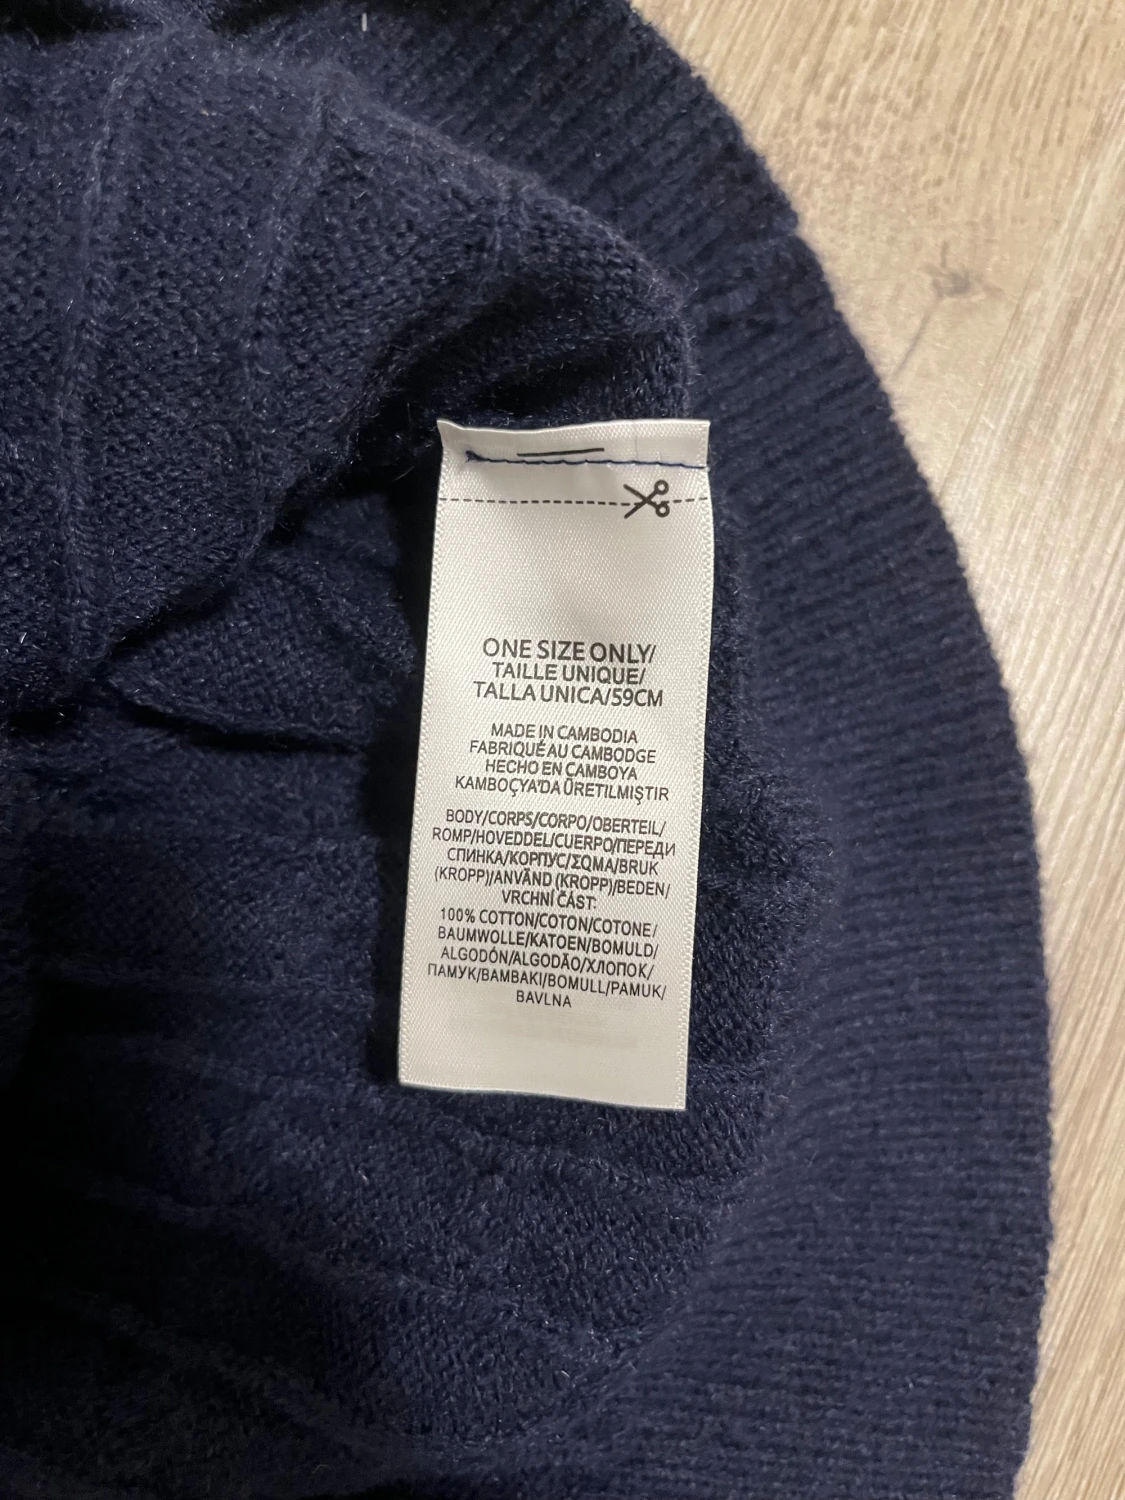 ONE SIZE ONLY/
TAILLE UNIQUE/
TALLA UNICA/59CM
MADE IN CAMBODIA
FABRIQUÉ AU CAMBODGE
HECHO EN CAMBOYA
KAMBOÇYA'DA ÜRETILMIŞTIR
BODY/CORPS/CORPO/OBERTEIL/
ROMP/HOVEDDEL/CUERPO/ПЕРЕДИ
СПИНКА/КОРПУС/ΣΩΜΑ/BRUK
(KROPP)/ANVÄND (KROPP)/BEDEN/
VRCHNÍ ČÁST:
100% COTTON/COTON/COTONE/
BAUMWOLLE/KATOEN/BOMULD/
ALGODÓN/ALGODÃO/ХЛОПОК/
ПАМУК/BAMBAKI/BOMULL/PAMUK/
BAVLNA